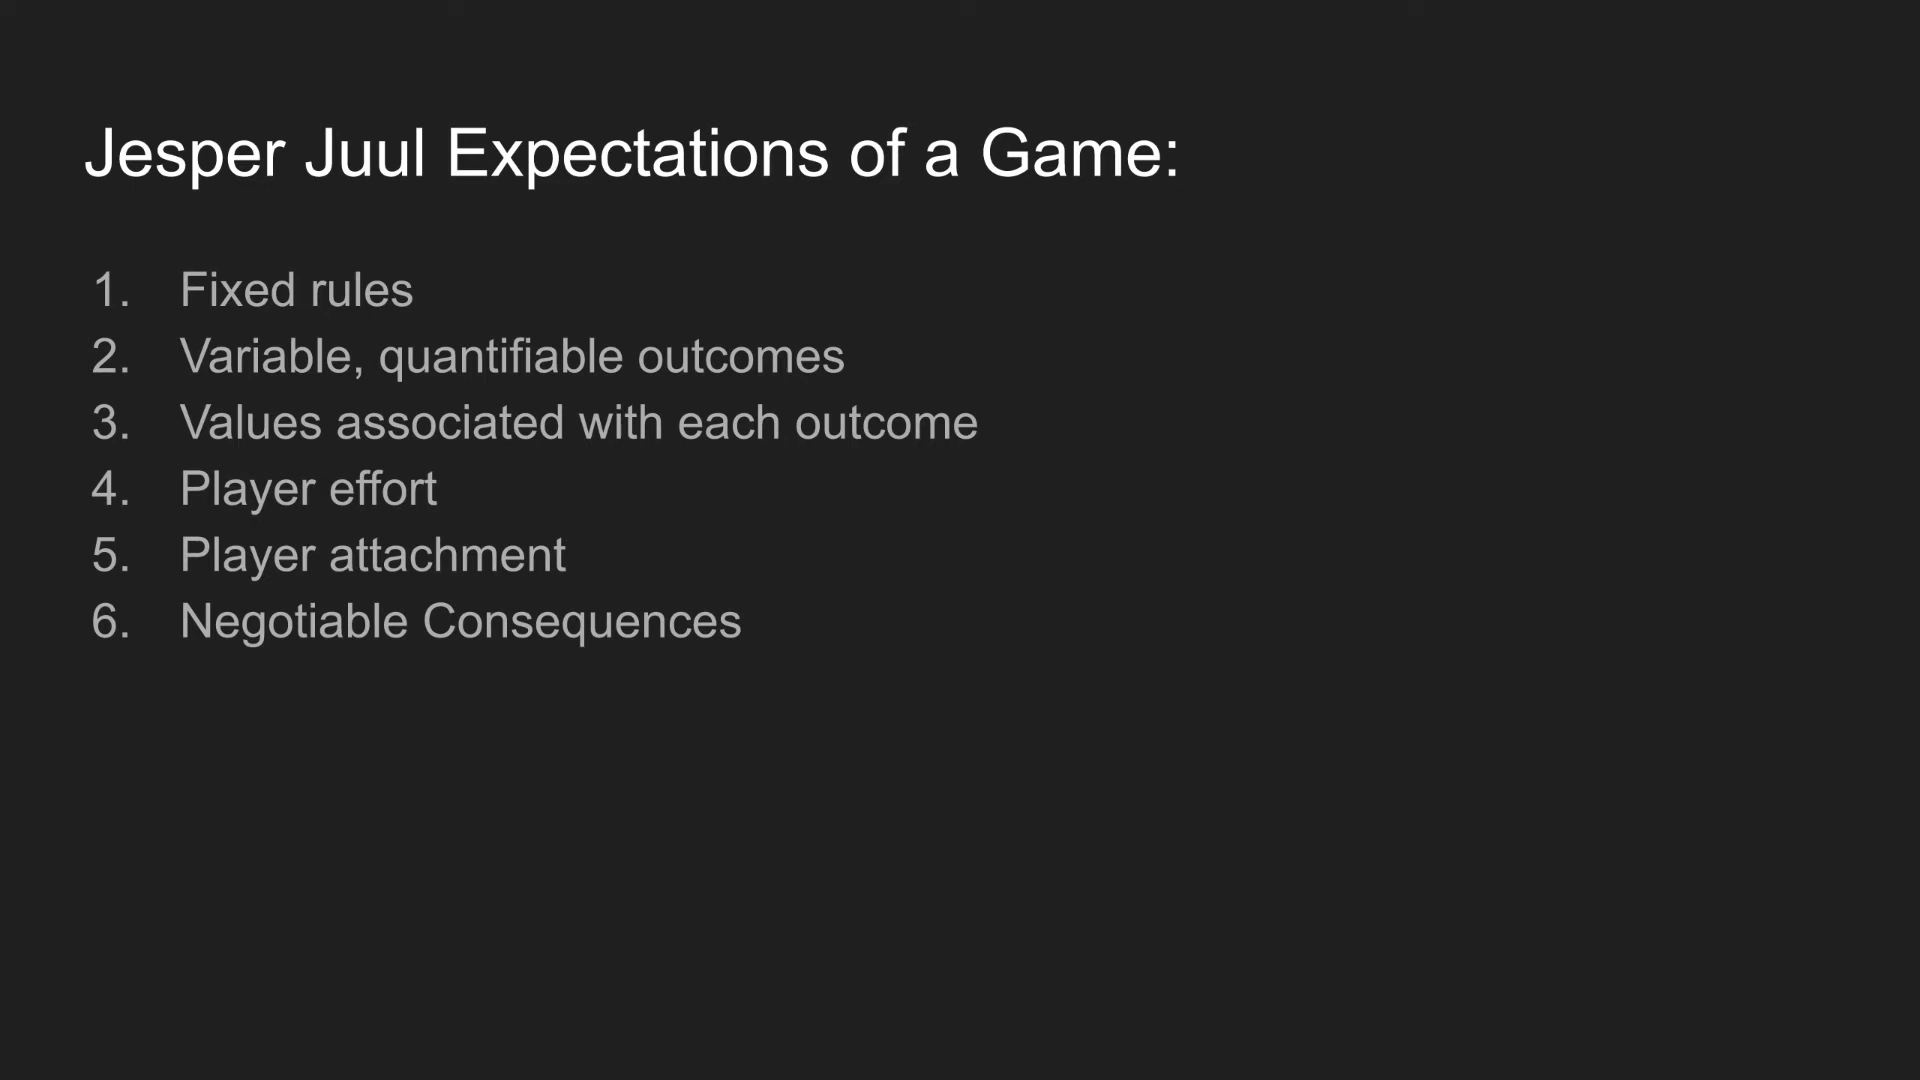 Jesper Juul Expectations of a Game:
1. Fixed rules
2. Variable, quantifiable outcomes
3. Values associated with each outcome
4. Player effort
5. Player attachment
6. Negotiable Consequences